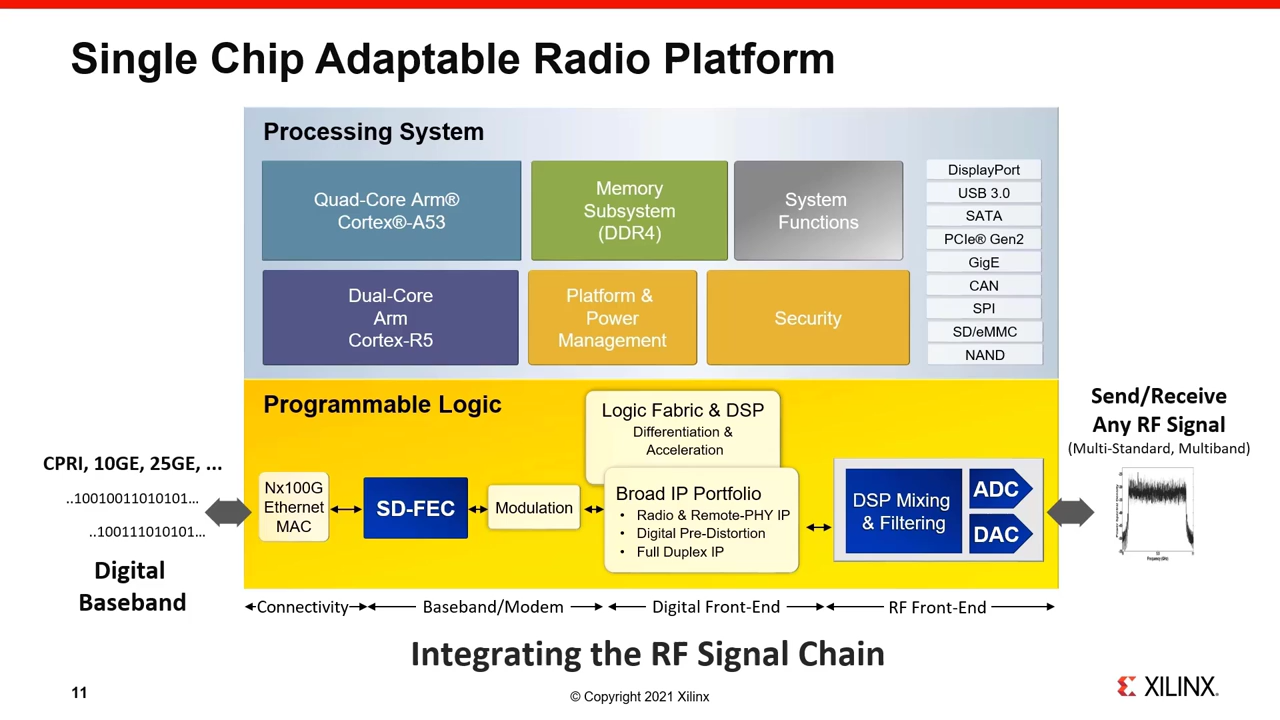 Single Chip Adaptable Radio Platform
Processing System
Quad-Core Arm®
Cortex®-A53
Memory
Subsystem
(DDR4)
System
Functions
Dual-Core
Arm
Cortex-R5
Platform &
Power
Management
Security
DisplayPort
USB 3.0
SATA
PCIe® Gen2
GigE
CAN
SPI
SD/eMMC
NAND
Programmable Logic
Logic Fabric & DSP
Differentiation &
Acceleration
CPRI, 10GE, 25GE, ...
..10010011010101...
..100111010101...
Digital
Baseband
Nx100G
Ethernet
MAC
SD-FEC
Modulation
Broad IP Portfolio
• Radio & Remote-PHY IP
• Digital Pre-Distortion
• Full Duplex IP
DSP Mixing
& Filtering
ADC
DAC
Send/Receive
Any RF Signal
(Multi-Standard, Multiband)
Connectivity
Baseband/Modem
Digital Front-End
RF Front-End
Integrating the RF Signal Chain
11
© Copyright 2021 Xilinx
XILINX.